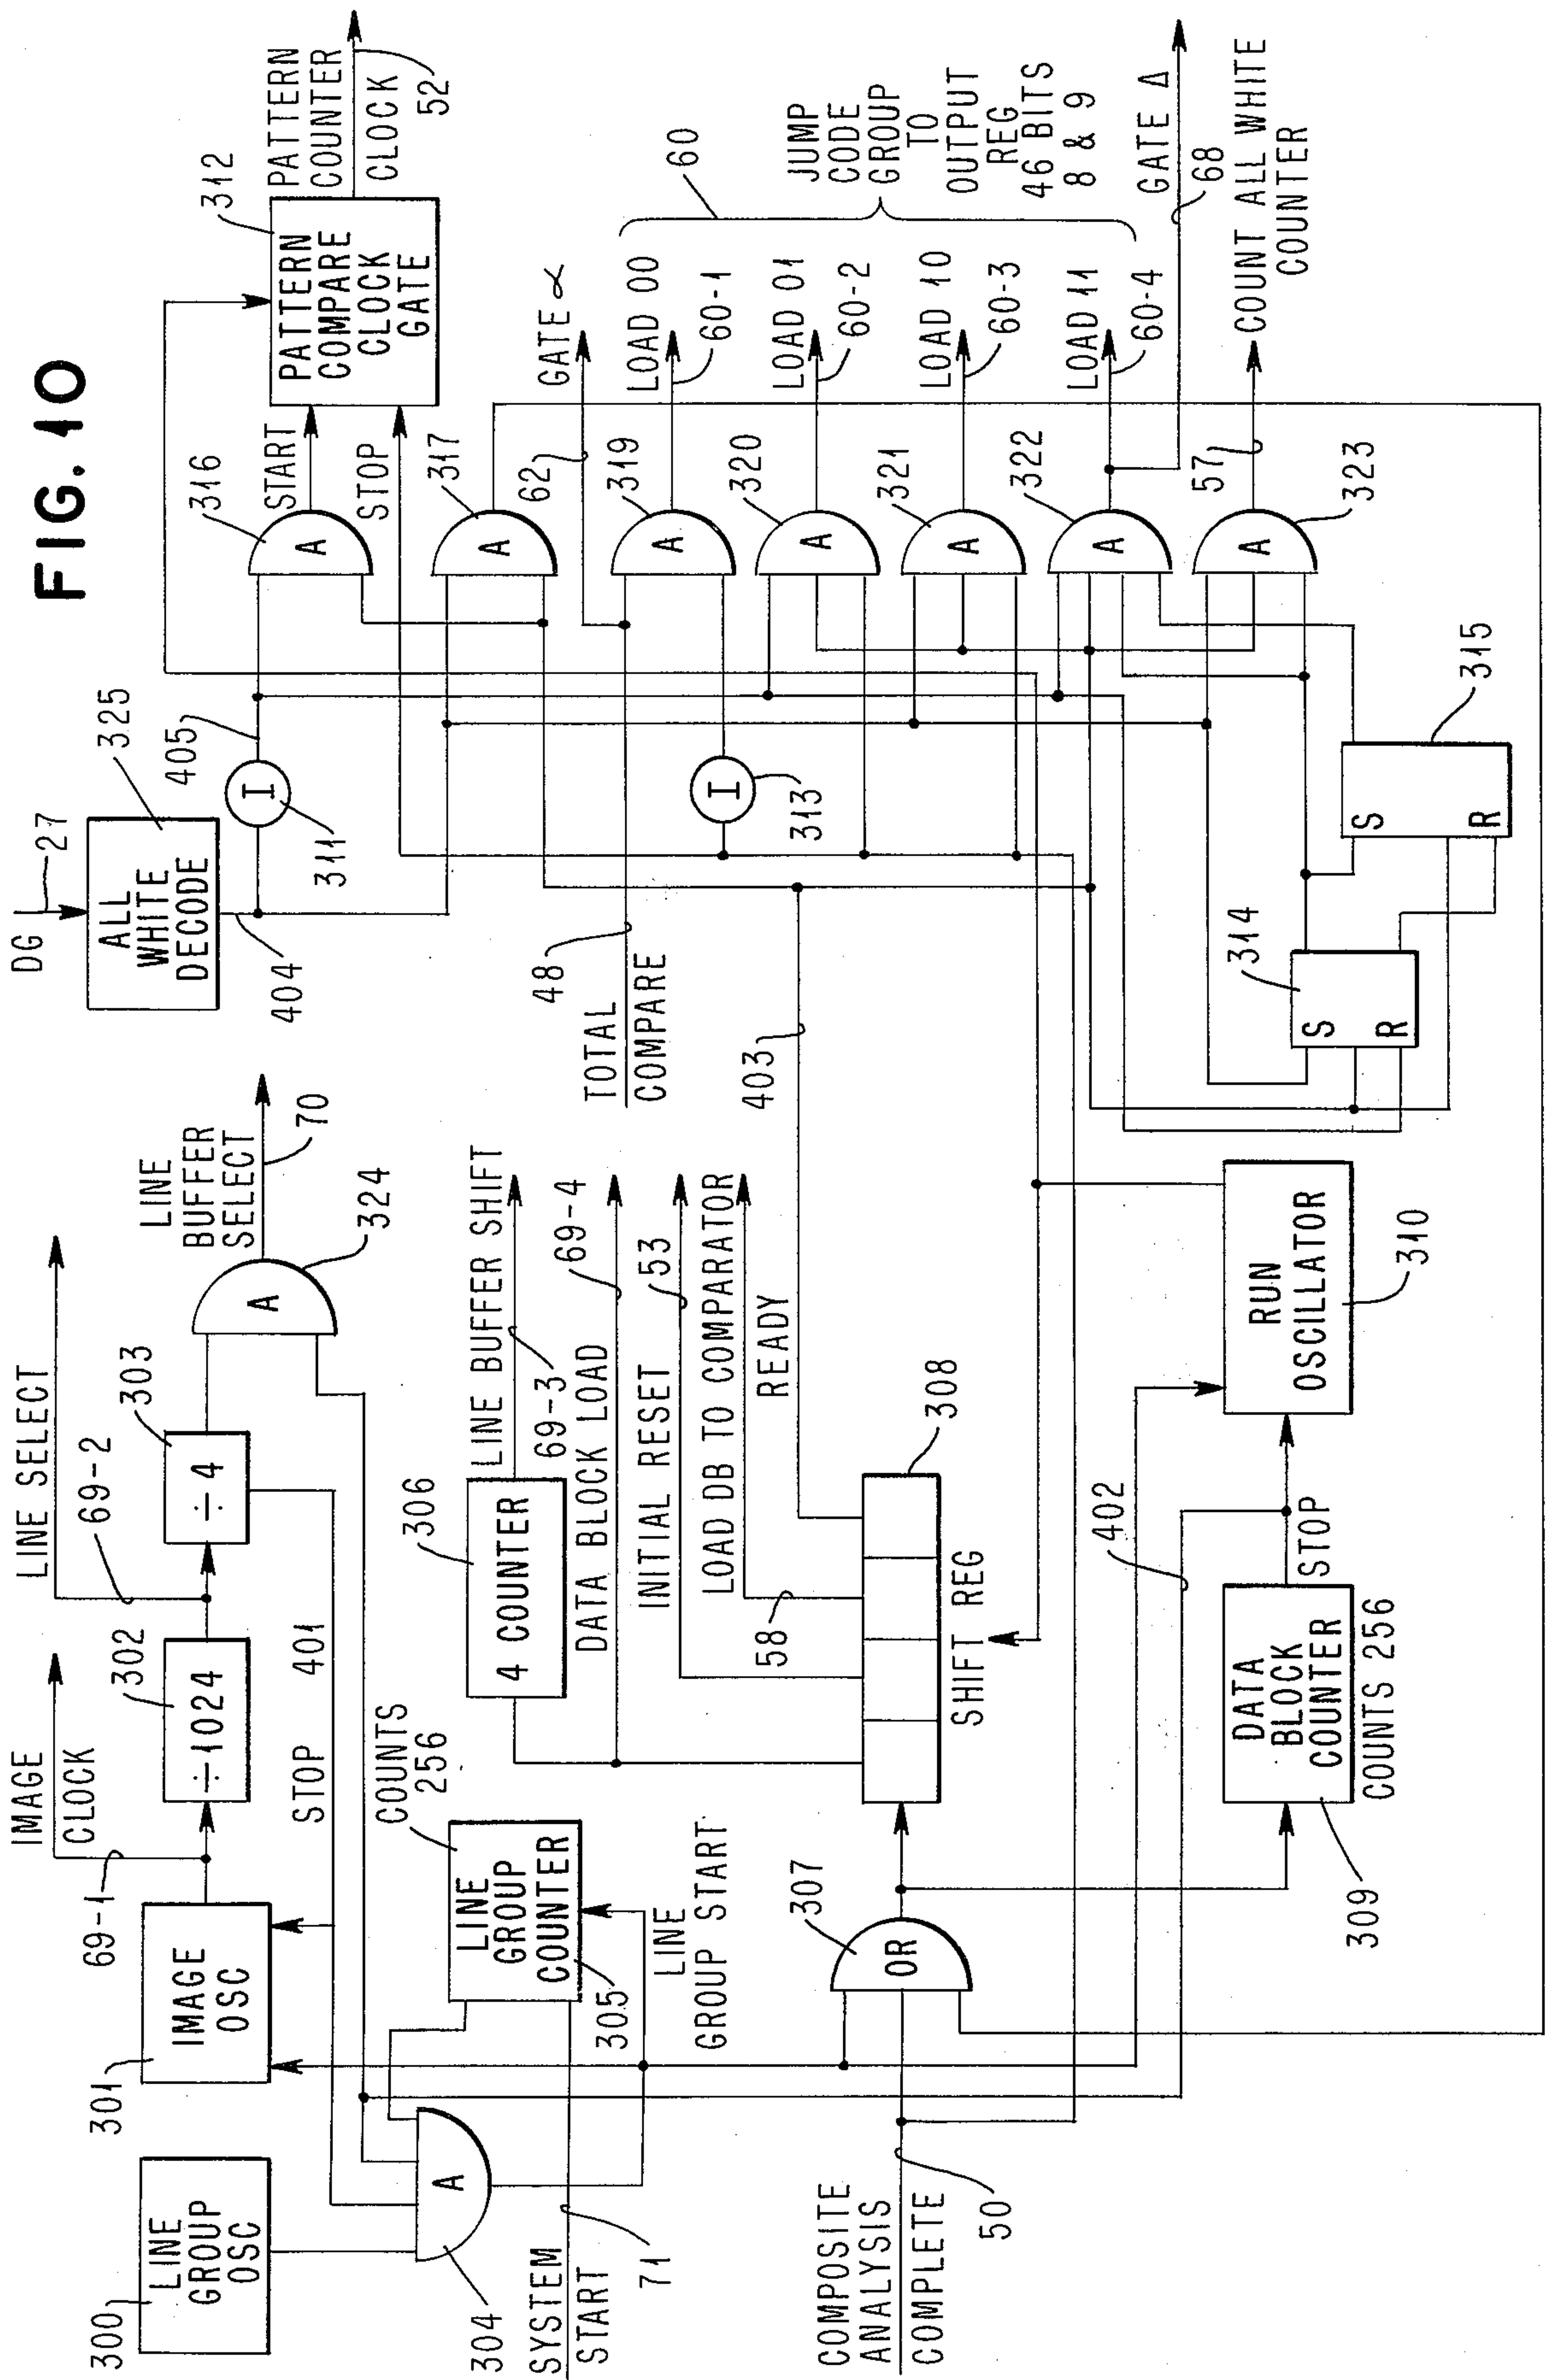 FIG. 10
300
LINE
GROUP
OSC
301
IMAGE
OSC
69-1
IMAGE
CLOCK
302
÷1024
69-2
LINE SELECT
303
÷4
A
324
LINE
BUFFER
SELECT
70
STOP
401
304
A
SYSTEM
START
71
LINE
GROUP
COUNTER
305
COUNTS
256
LINE
GROUP START
306
4 COUNTER
LINE BUFFER SHIFT
69-3
DATA BLOCK LOAD
69-4
INITIAL RESET
53
LOAD DB TO COMPARATOR
58
READY
403
308
SHIFT REG
COMPOSITE
ANALYSIS
COMPLETE
50
307
OR
309
DATA
BLOCK
COUNTER
COUNTS 256
STOP
402
RUN
OSCILLATOR
310
DG
27
ALL
WHITE
DECODE
325
404
405
I
311
TOTAL
COMPARE
48
I
313
314
S
R
315
S
R
316
A
START
STOP
312
PATTERN
COMPARE
CLOCK
GATE
PATTERN
COUNTER
CLOCK
52
317
A
62
GATE α
319
A
LOAD 00
60-1
320
A
LOAD 01
60-2
321
A
LOAD 10
60-3
322
A
LOAD 11
60-4
60
JUMP
CODE
GROUP
TO
OUTPUT
REG
46 BITS
8 & 9
GATE Δ
68
323
A
57
COUNT ALL WHITE
COUNTER